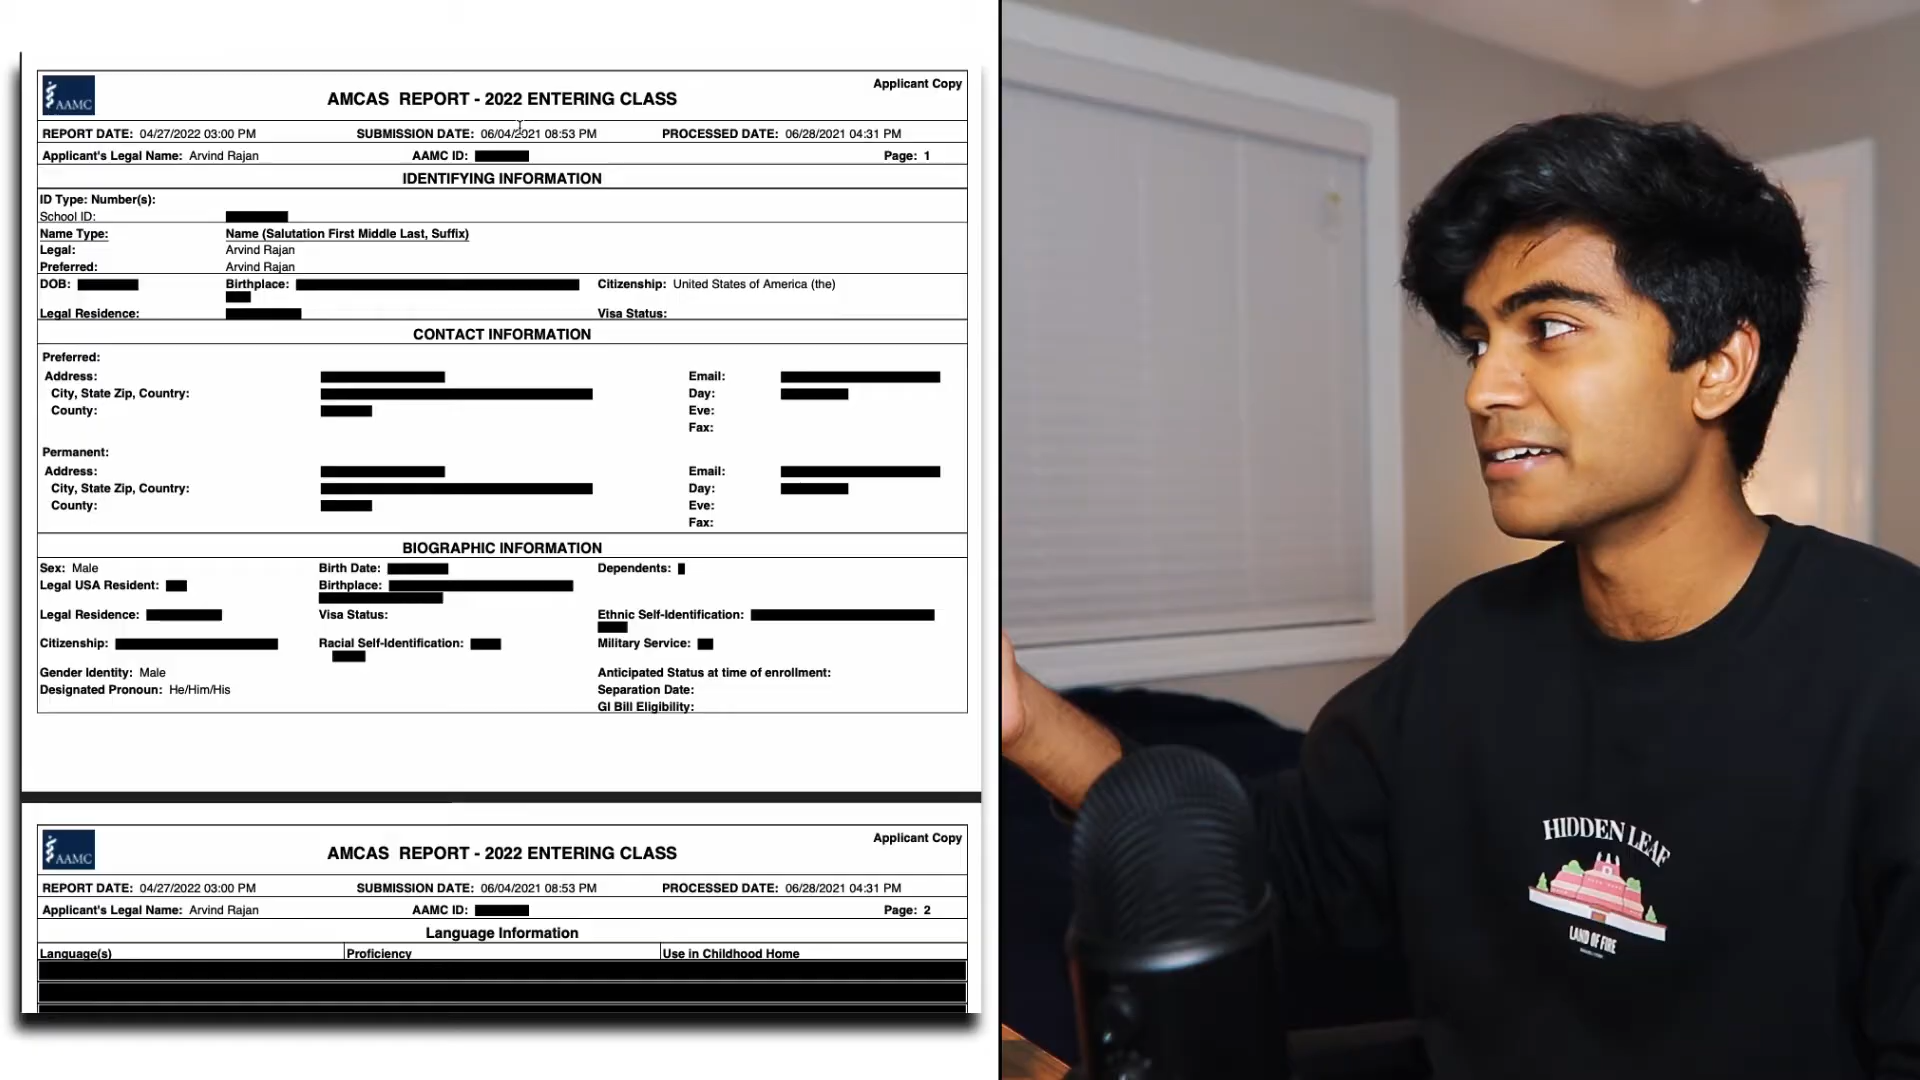 AAMC
Applicant Copy
AMCAS REPORT - 2022 ENTERING CLASS
REPORT DATE: 04/27/2022 03:00 PM SUBMISSION DATE: 06/04/2021 08:53 PM PROCESSED DATE: 06/28/2021 04:31 PM
Applicant's Legal Name: Arvind Rajan AAMC ID: Page: 1
IDENTIFYING INFORMATION
ID Type: Number(s):
School ID:
Name Type: Name (Salutation First Middle Last, Suffix)
Legal: Arvind Rajan
Preferred: Arvind Rajan
DOB: Birthplace: Citizenship: United States of America (the)
Legal Residence: Visa Status:
CONTACT INFORMATION
Preferred:
Address: Email:
City, State Zip, Country: Day:
County: Eve:
Fax:
Permanent:
Address: Email:
City, State Zip, Country: Day:
County: Eve:
Fax:
BIOGRAPHIC INFORMATION
Sex: Male Birth Date: Dependents:
Legal USA Resident: Birthplace:
Legal Residence: Visa Status: Ethnic Self-Identification:
Citizenship: Racial Self-Identification: Military Service:
Gender Identity: Male Anticipated Status at time of enrollment:
Designated Pronoun: He/Him/His Separation Date:
GI Bill Eligibility:
AAMC
Applicant Copy
AMCAS REPORT - 2022 ENTERING CLASS
REPORT DATE: 04/27/2022 03:00 PM SUBMISSION DATE: 06/04/2021 08:53 PM PROCESSED DATE: 06/28/2021 04:31 PM
Applicant's Legal Name: Arvind Rajan AAMC ID: Page: 2
Language Information
Language(s) Proficiency Use in Childhood Home
HIDDEN LEAF
LAND OF FIRE